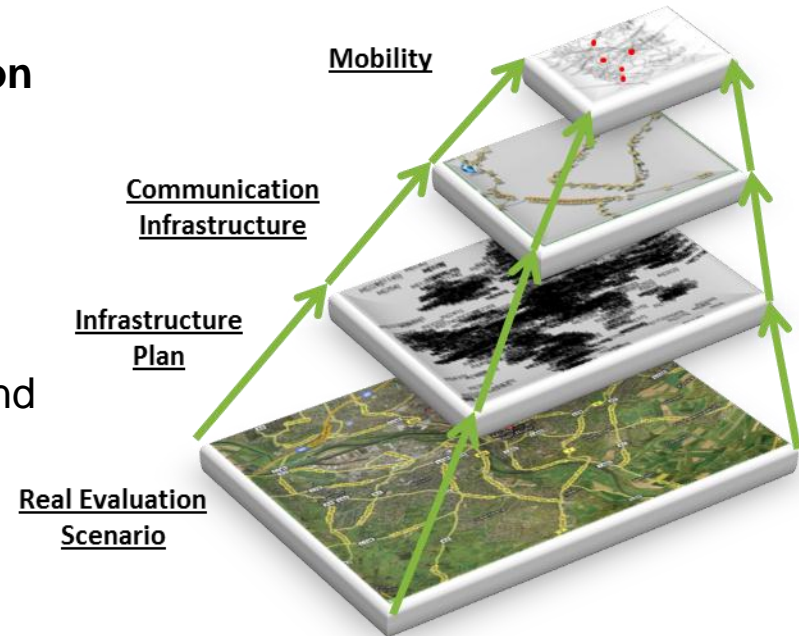 on
Mobility
Communication
Infrastructure
Infrastructure
Plan
nd
Real Evaluation
Scenario